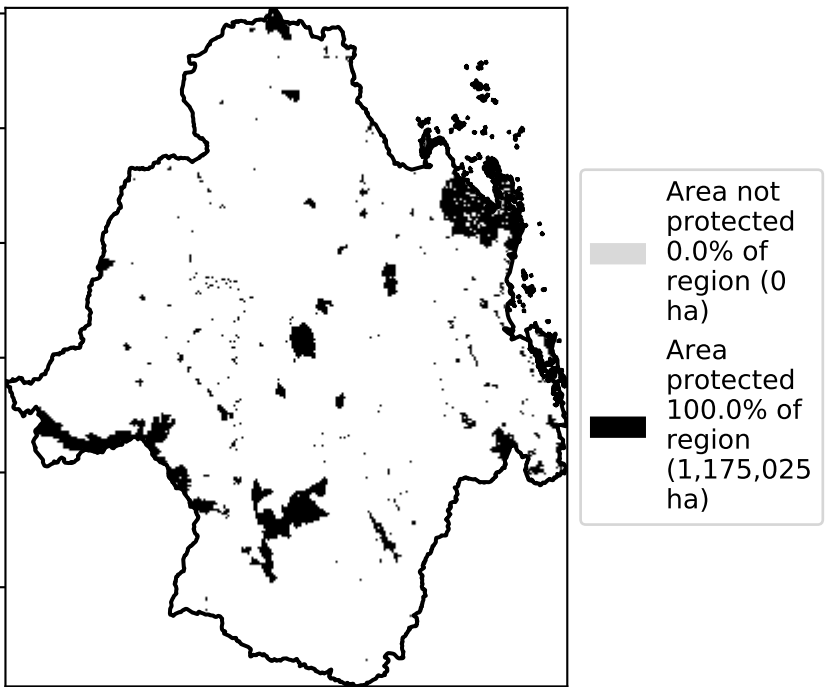 Area not
protected
0.0% of
region (0
ha)
Area
protected
100.0% of
region
(1,175,025
ha)